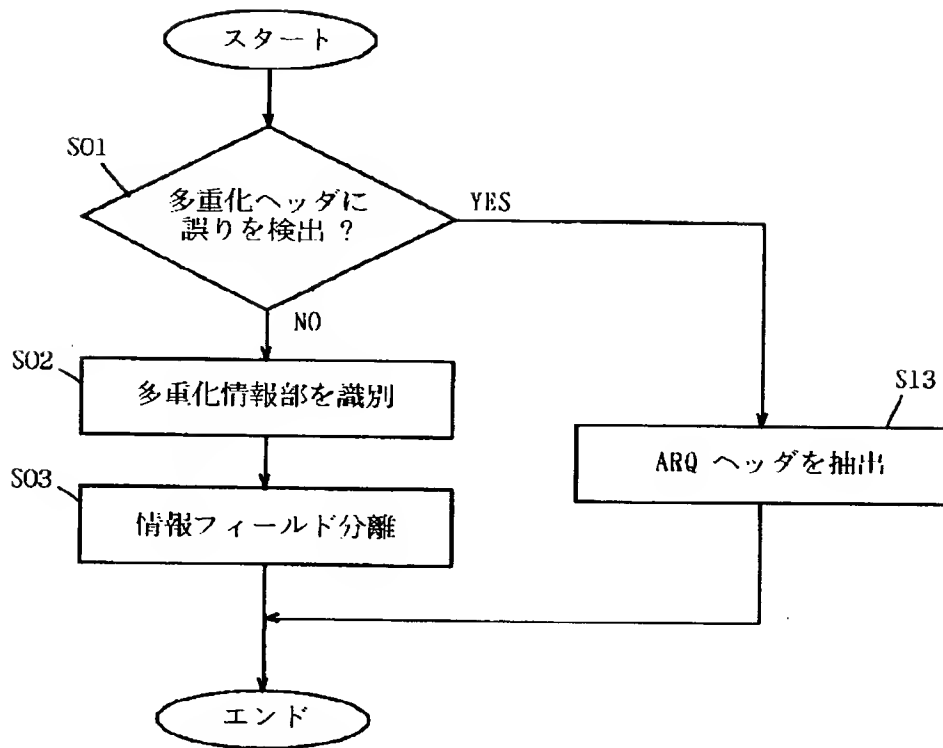 スタート
S01
多重化ヘッダに
誤りを検出 ?
YES
NO
S02
多重化情報部を識別
S13
ARQ ヘッダを抽出
S03
情報フィールド分離
エンド